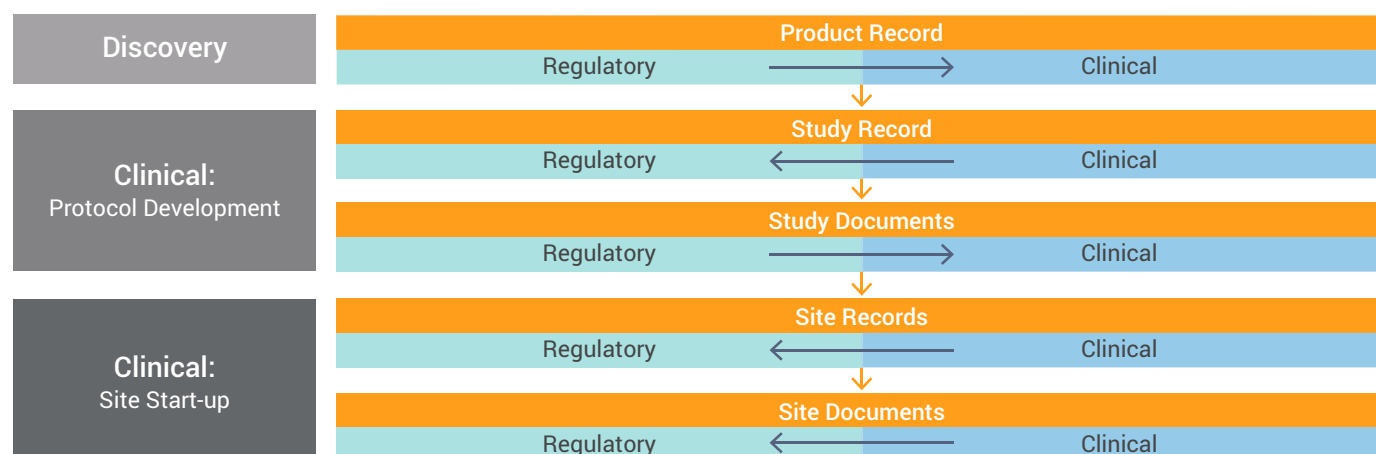 Discovery
Product Record
Regulatory Clinical
Clinical:
Protocol Development
Study Record
Regulatory Clinical
Study Documents
Regulatory Clinical
Clinical:
Site Start-up
Site Records
Regulatory Clinical
Site Documents
Regulatory Clinical